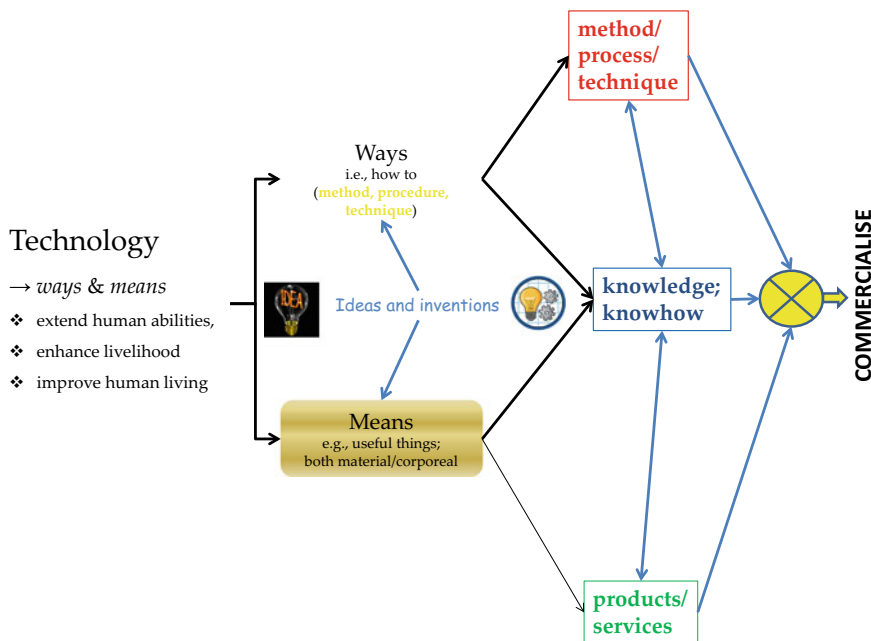 Technology
→ ways & means
❖ extend human abilities,
❖ enhance livelihood
❖ improve human living
IDEA
Ways
i.e., how to
(method, procedure,
technique)
Ideas and inventions
Means
e.g., useful things;
both material/corporeal
method/
process/
technique
knowledge;
knowhow
products/
services
COMMERCIALISE